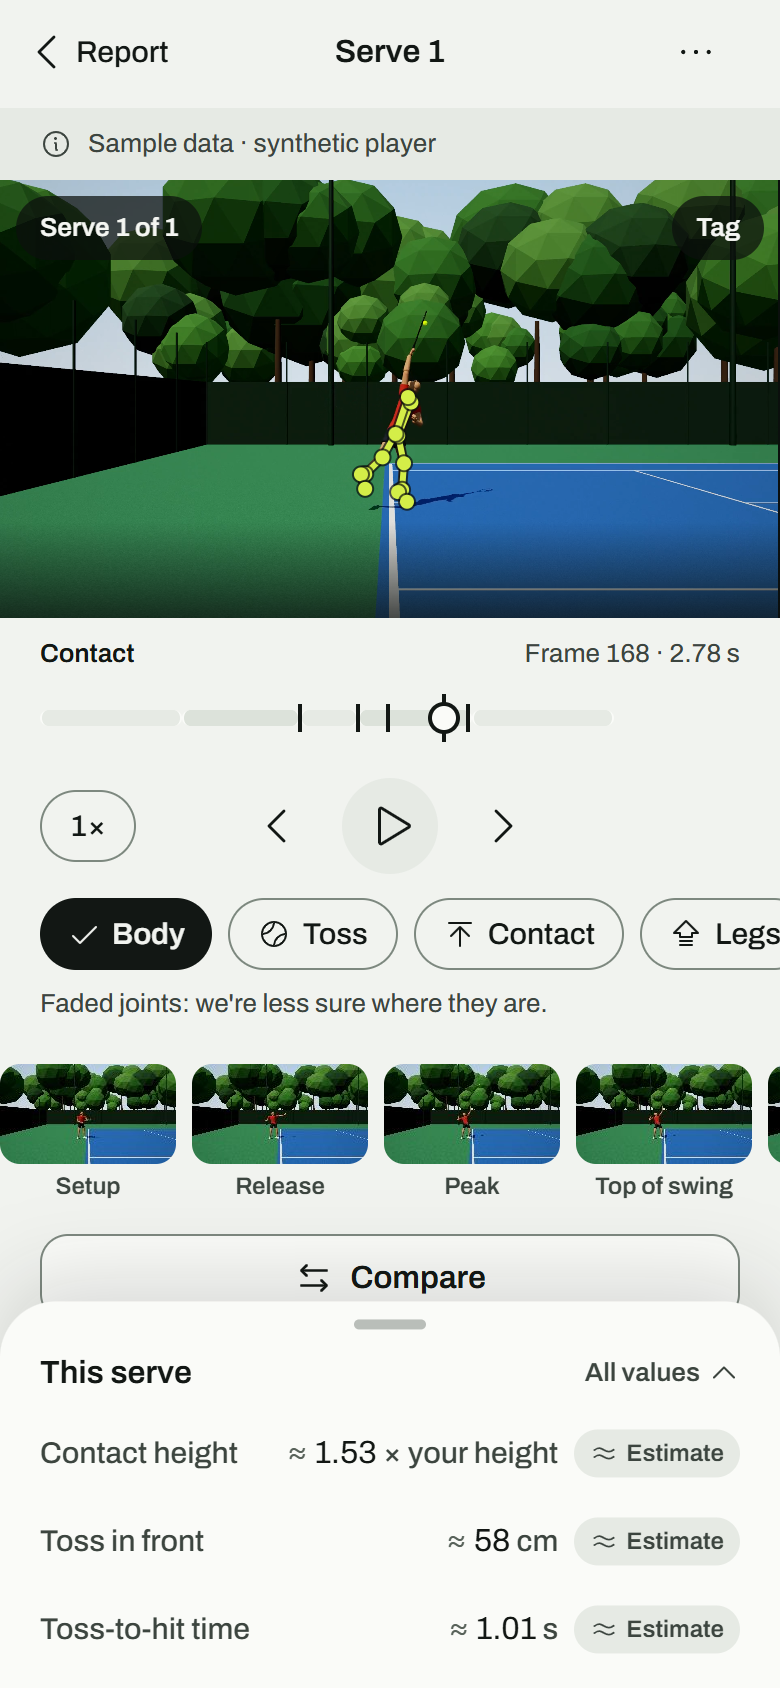 Report
Serve 1
Sample data · synthetic player
Serve 1 of 1
Tag
Contact
Frame 168 · 2.78 s
1×
Body
Toss
Contact
Legs
Faded joints: we're less sure where they are.
Setup
Release
Peak
Top of swing
Compare
This serve
All values
Contact height ≈ 1.53 × your height ≈ Estimate
Toss in front ≈ 58 cm ≈ Estimate
Toss-to-hit time ≈ 1.01 s ≈ Estimate